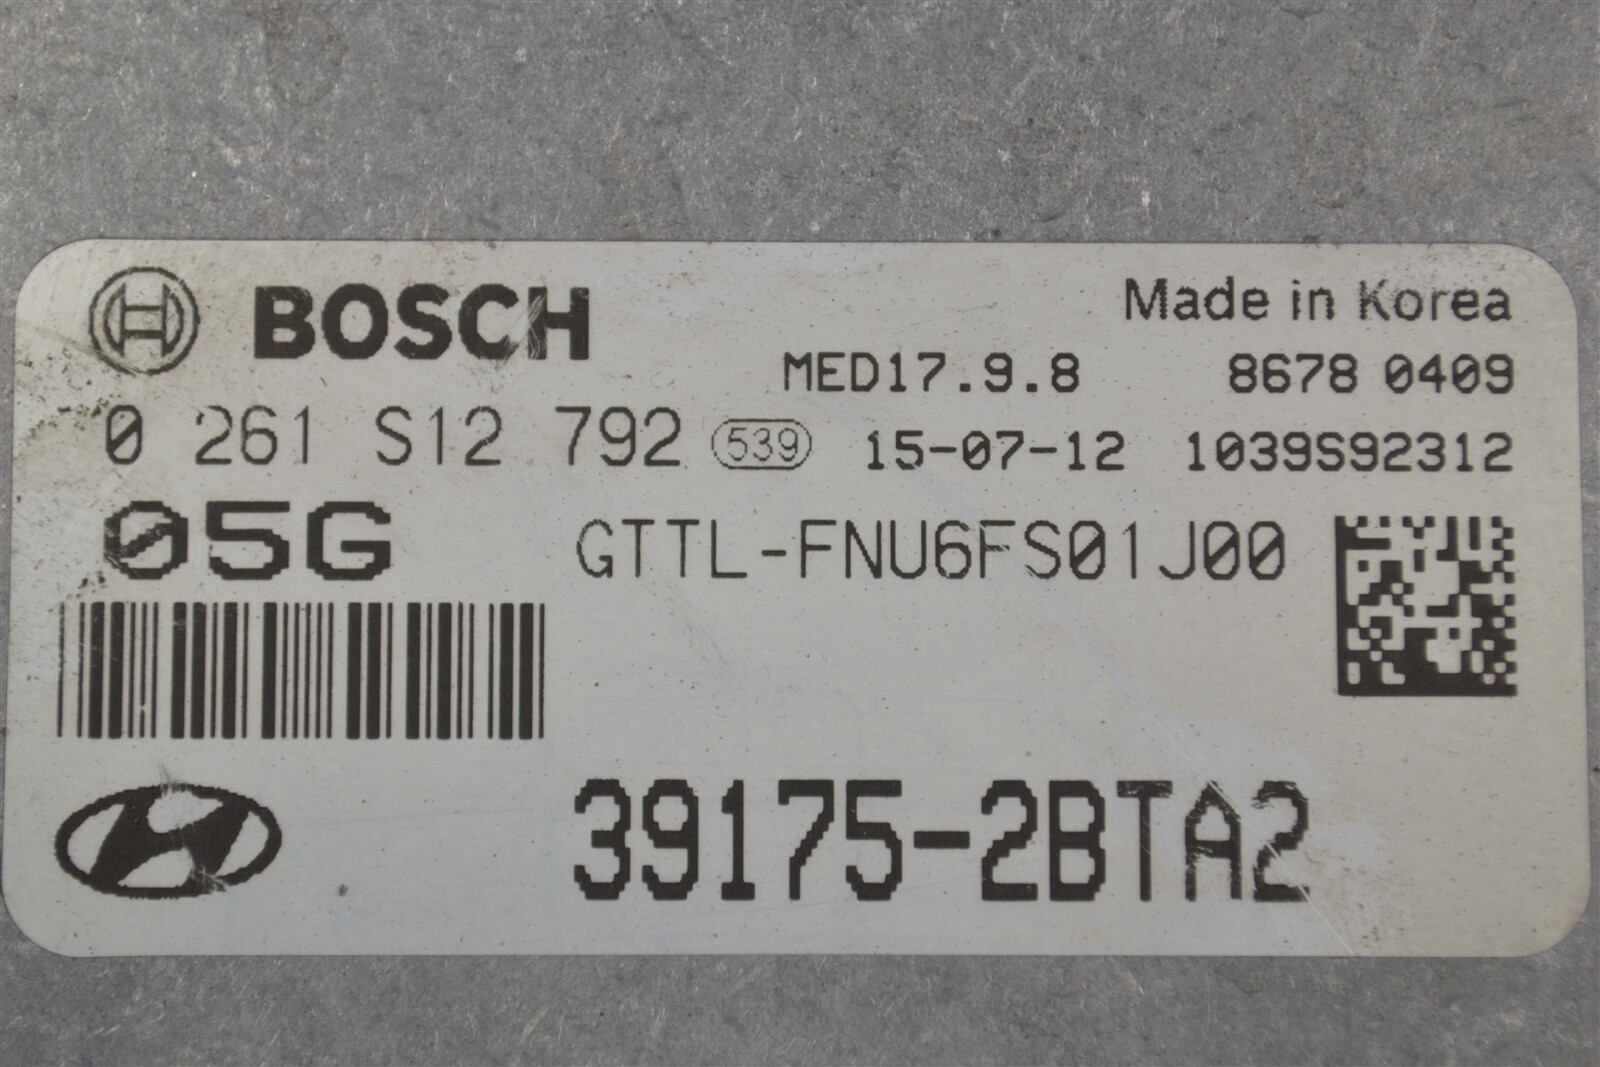 BOSCH
Made in Korea
MED17.9.8 8678 0409
0 261 S12 792 539 15-07-12 1039S92312
05G GTTL-FNU6FS01J00
39175-2BTA2